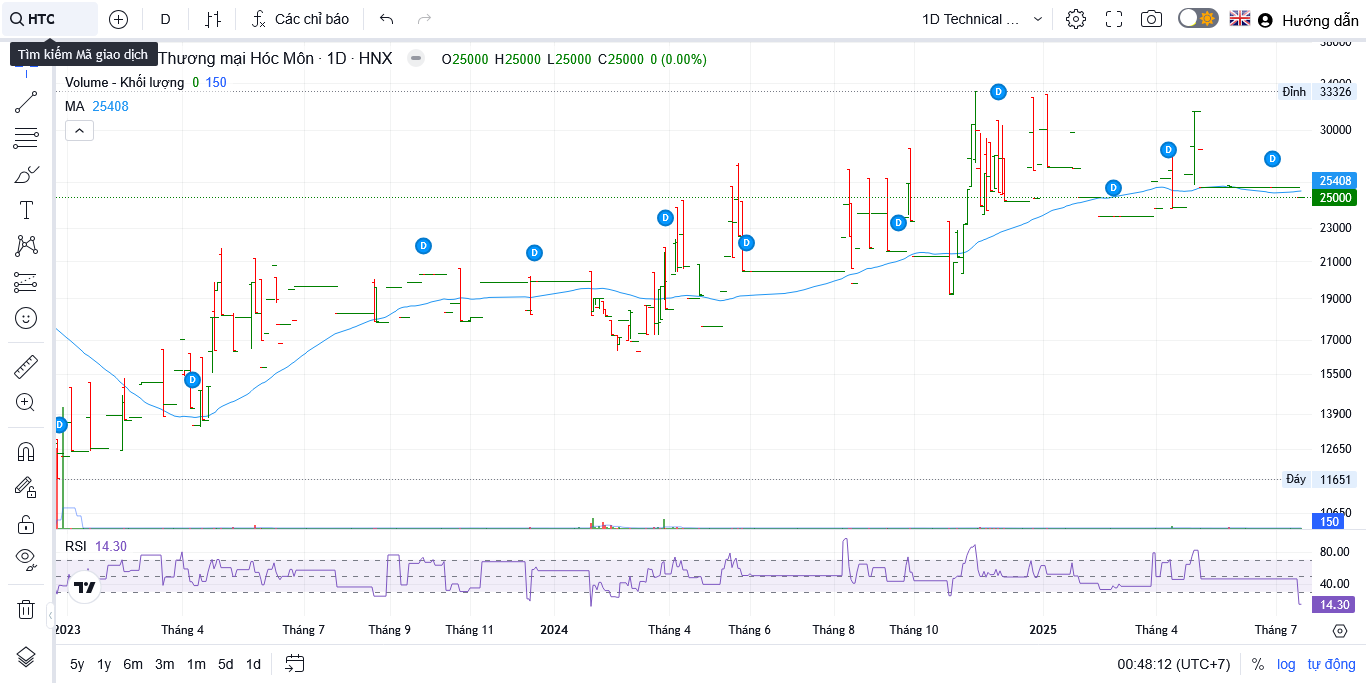 HTC
D
Các chỉ báo
1D Technical ...
Hướng dẫn
Tìm kiếm Mã giao dịch
Thương mại Hóc Môn · 1D · HNX
O25000 H25000 L25000 C25000 0 (0.00%)
Volume - Khối lượng 0 150
MA 25408
34000
Đỉnh 33326
30000
25408
25000
23000
21000
19000
17000
15500
13900
12650
Đáy 11651
10650
150
D
D
D
D
D
D
D
D
D
D
D
RSI 14.30
80.00
40.00
14.30
2023 Tháng 4 Tháng 7 Tháng 9 Tháng 11 2024 Tháng 4 Tháng 6 Tháng 8 Tháng 10 2025 Tháng 4 Tháng 7
5y 1y 6m 3m 1m 5d 1d
00:48:12 (UTC+7) % log tự động